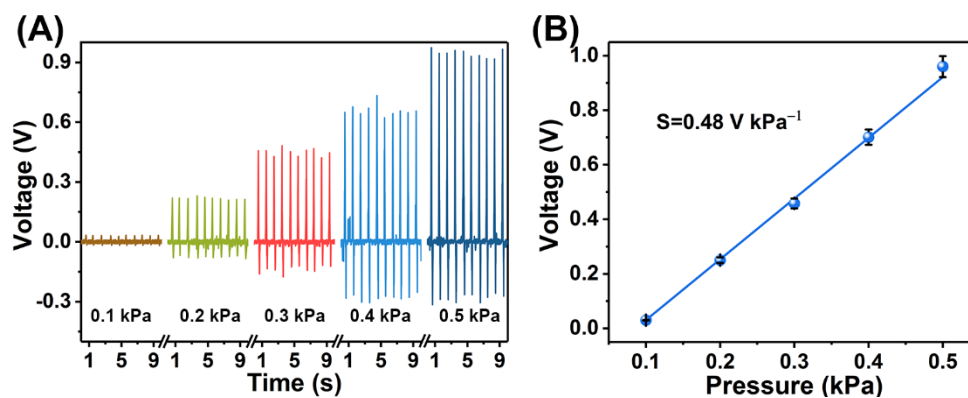 (A)
Voltage (V)
0.9
0.6
0.3
0.0
-0.3
0.1 kPa
0.2 kPa
0.3 kPa
0.4 kPa
0.5 kPa
1 5 9 1 5 9 1 5 9 1 5 9 1 5 9
Time (s)
(B)
Voltage (V)
1.0
0.8
0.6
0.4
0.2
0.0
S=0.48 V kPa⁻¹
0.1 0.2 0.3 0.4 0.5
Pressure (kPa)